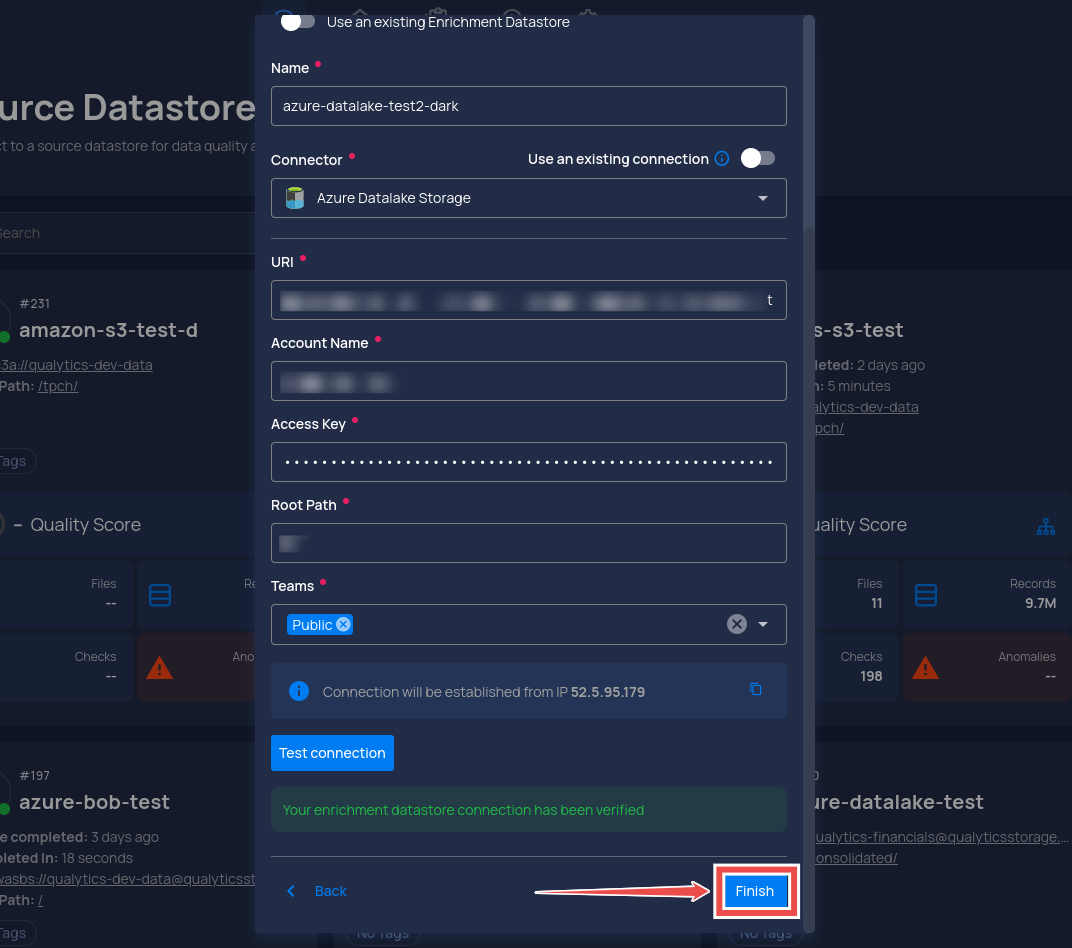 Use an existing Enrichment Datastore
Name
azure-datalake-test2-dark
Connector
Use an existing connection
Azure Datalake Storage
URI
t
Account Name
Access Key
Root Path
Teams
Public
Connection will be established from IP 52.5.95.179
Test connection
Your enrichment datastore connection has been verified
Back
Finish
urce Datastore
ct to a source datastore for data quality a
Search
#231
amazon-s3-test-d
s3a://qualytics-dev-data
Path: /tpch/
Tags
– Quality Score
Files
--
Re
Checks
--
Ano
#197
azure-bob-test
e completed: 3 days ago
pleted In: 18 seconds
wasbs://qualytics-dev-data@qualyticsst
Path: /
Tags
s-s3-test
leted: 2 days ago
n: 5 minutes
alytics-dev-data
pch/
uality Score
Files
11
Records
9.7M
Checks
198
Anomalies
--
0
ure-datalake-test
ualytics-financials@qualyticsstorage....
onsolidated/
No Tags
No Tags